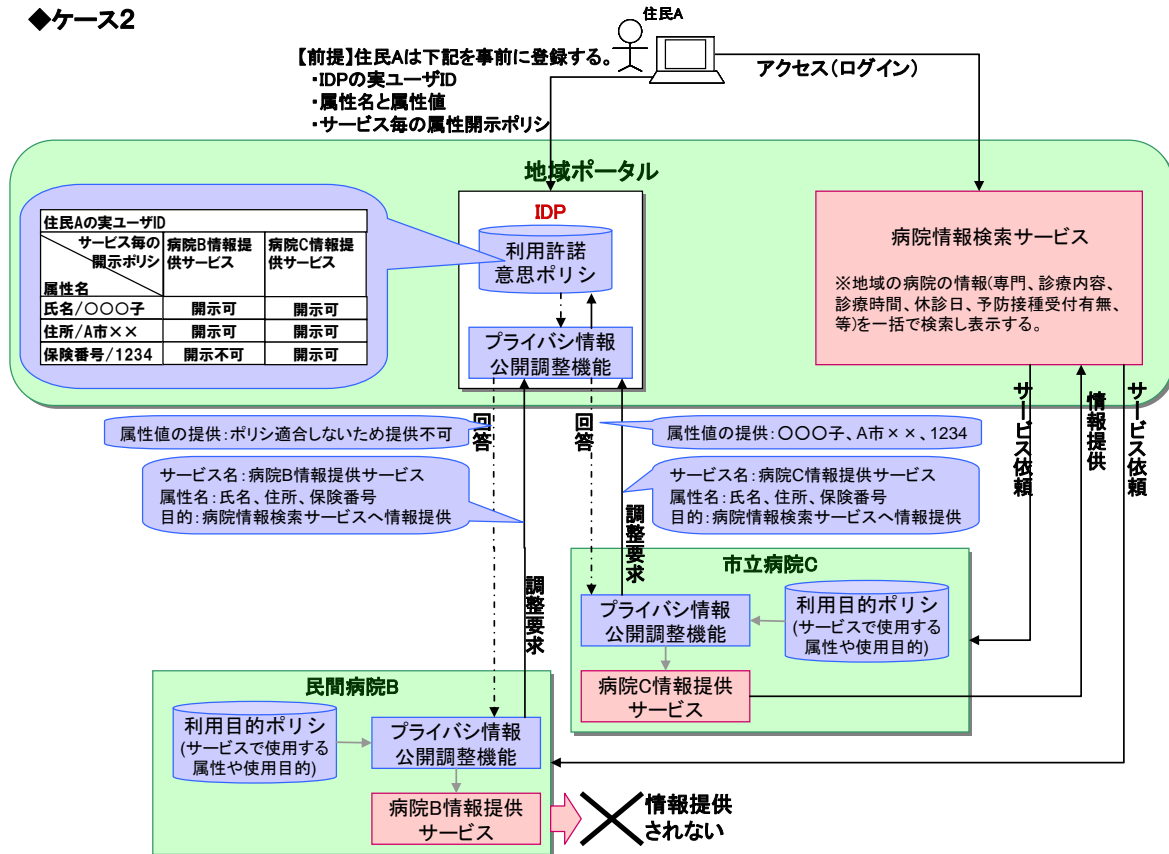 ◆ケース2
住民A
【前提】住民Aは下記を事前に登録する。
・IDPの実ユーザID
・属性名と属性値
・サービス毎の属性開示ポリシ
アクセス(ログイン)
地域ポータル
住民Aの実ユーザID
サービス毎の
開示ポリシ
属性名
病院B情報提
供サービス
病院C情報提
供サービス
氏名/〇〇〇子 開示可 開示可
住所/A市×× 開示可 開示可
保険番号/1234 開示不可 開示可
IDP
利用許諾
意思ポリシ
プライバシ情報
公開調整機能
病院情報検索サービス
※地域の病院の情報(専門、診療内容、
診療時間、休診日、予防接種受付有無、
等)を一括で検索し表示する。
回答
回答
属性値の提供:ポリシ適合しないため提供不可
属性値の提供:〇〇〇子、A市××、1234
サービス名:病院B情報提供サービス
属性名:氏名、住所、保険番号
目的:病院情報検索サービスへ情報提供
サービス名:病院C情報提供サービス
属性名:氏名、住所、保険番号
目的:病院情報検索サービスへ情報提供
サービス依頼
情報提供
サービス依頼
調整要求
調整要求
市立病院C
プライバシ情報
公開調整機能
利用目的ポリシ
(サービスで使用する
属性や使用目的)
病院C情報提供
サービス
民間病院B
利用目的ポリシ
(サービスで使用する
属性や使用目的)
プライバシ情報
公開調整機能
病院B情報提供
サービス
情報提供
されない